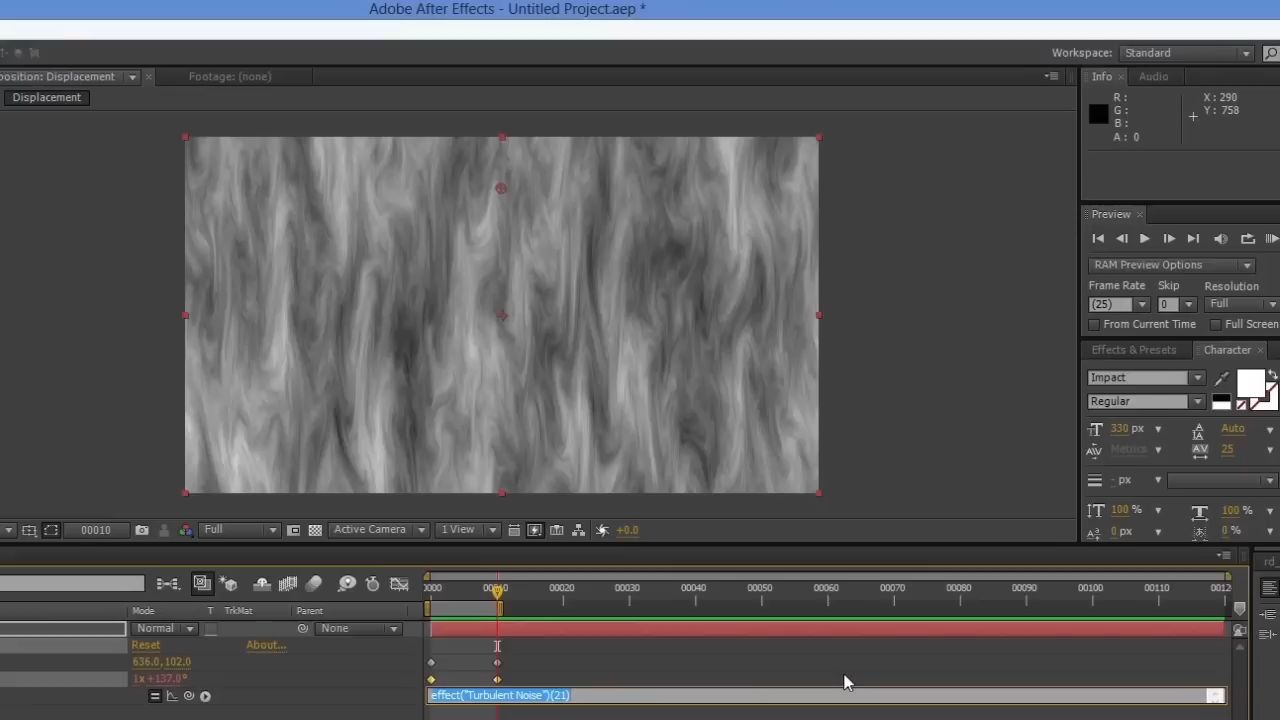 Adobe After Effects - Untitled Project.aep *
Workspace: Standard
position: Displacement
Footage: (none)
Info
Audio
Displacement
R :
G :
B :
A : 0
X : 290
Y : 758
Preview
RAM Preview Options
Frame Rate
Skip
Resolution
(25)
0
Full
From Current Time
Full Screen
Effects & Presets
Character
Impact
Regular
330 px
Auto
Metrics
25
- px
100 %
100 %
0 px
0 %
00010
Full
Active Camera
1 View
+0.0
0000
00020
00030
00040
00050
00060
00070
00080
00090
00100
00110
0012
Mode
T
TrkMat
Parent
Normal
None
Reset
About...
636.0, 102.0
1x +137.0°
effect("Turbulent Noise")(21)
rd_